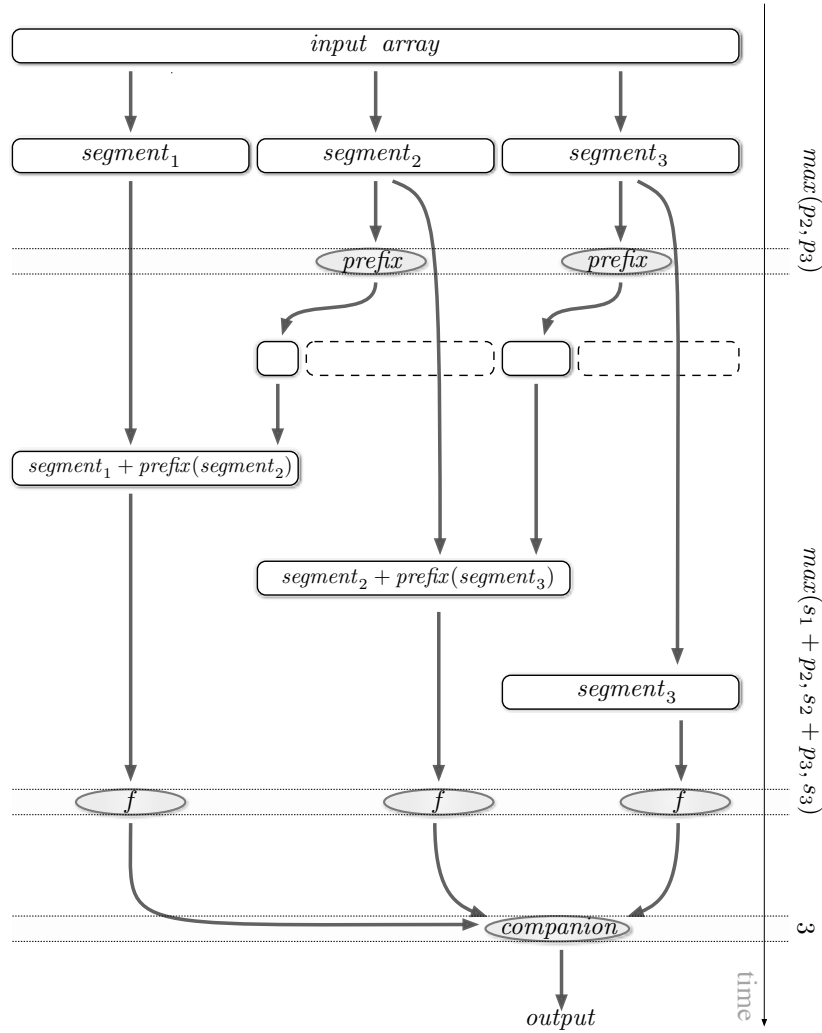 input array
segment₁
segment₂
segment₃
max(p₂, p₃)
prefix
prefix
segment₁ + prefix(segment₂)
segment₂ + prefix(segment₃)
max(s₁ + p₂, s₂ + p₃, s₃)
segment₃
f
f
f
companion
3
time
output